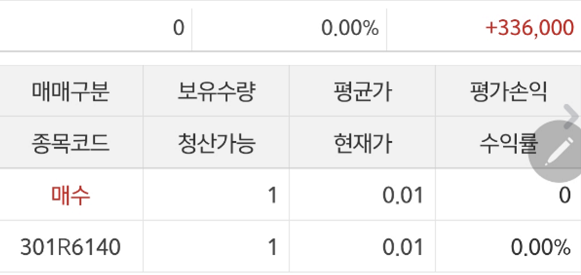 0 0.00% +336,000
매매구분 보유수량 평균가 평가손익
종목코드 청산가능 현재가 수익률
매수 1 0.01 0
301R6140 1 0.01 0.00%